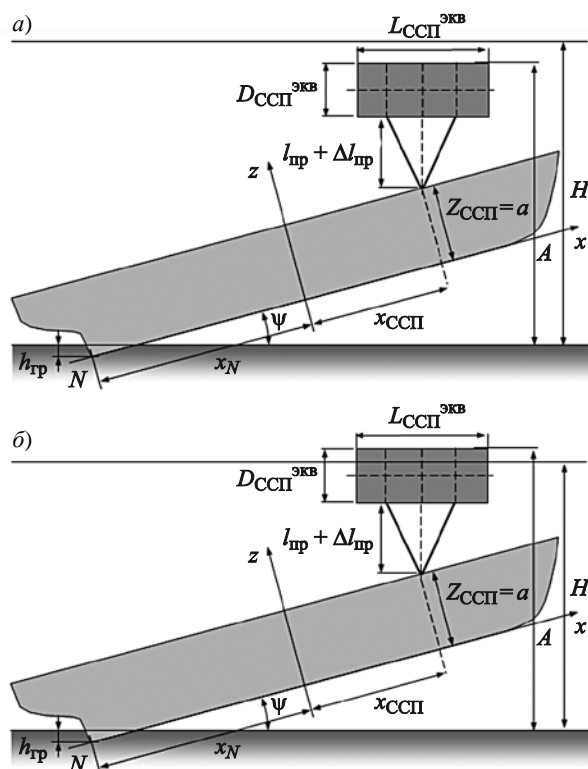 а)
L_ССП^экв
D_ССП^экв
l_пр + Δl_пр
z
H
Z_ССП = a
x
A
ψ
x_ССП
h_гр
N
x_N
б)
L_ССП^экв
D_ССП^экв
l_пр + Δl_пр
z
H
Z_ССП = a
x
A
ψ
x_ССП
h_гр
N
x_N